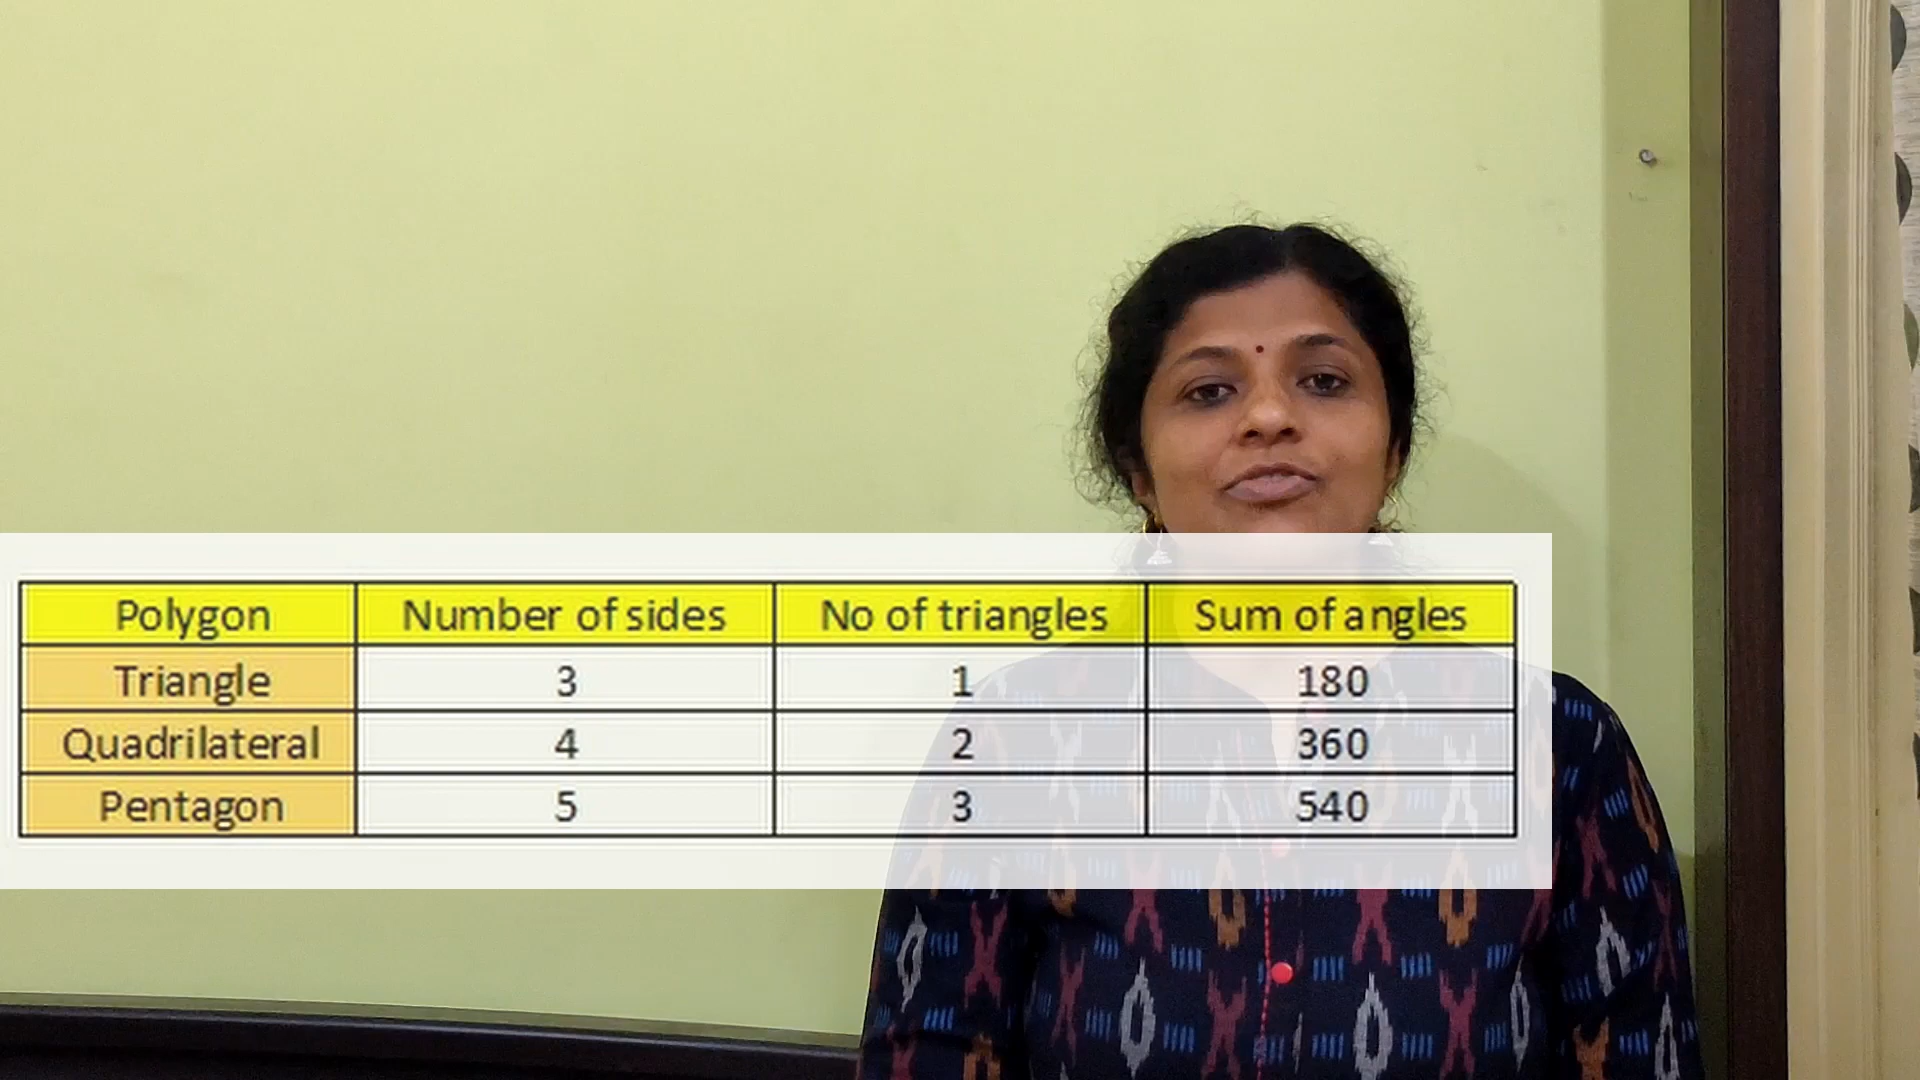 Polygon Number of sides No of triangles Sum of angles
Triangle 3 1 180
Quadrilateral 4 2 360
Pentagon 5 3 540